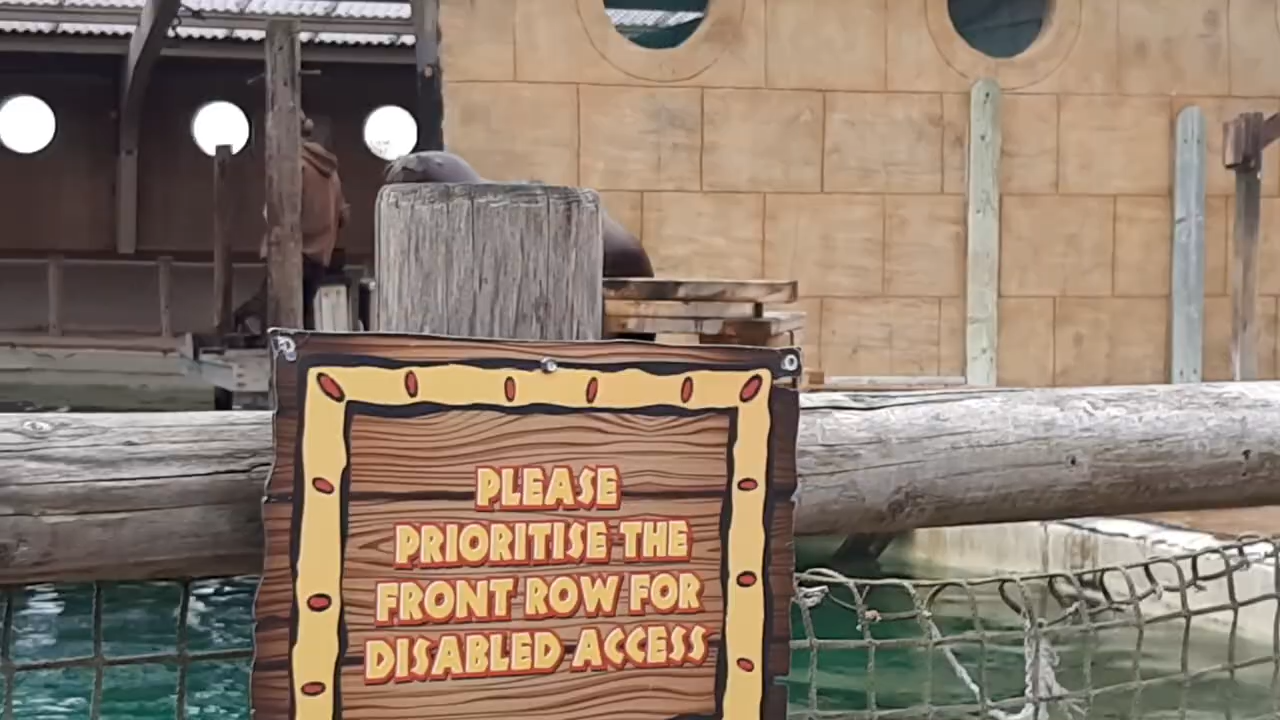 PLEASE
PRIORITISE THE
FRONT ROW FOR
DISABLED ACCESS